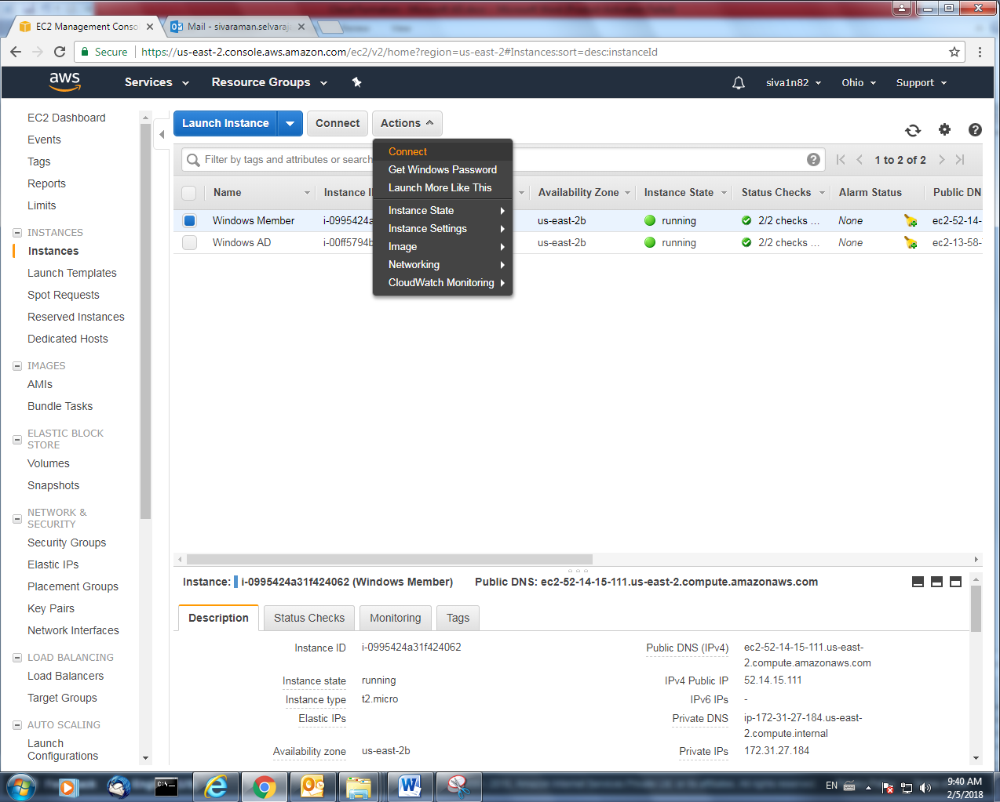 EC2 Management Conso
Mail - sivaraman.selvaraj
Secure
https://us-east-2.console.aws.amazon.com/ec2/v2/home?region=us-east-2#Instances:sort=desc:instanceId
aws
Services
Resource Groups
siva1n82
Ohio
Support
EC2 Dashboard
Events
Tags
Reports
Limits
INSTANCES
Instances
Launch Templates
Spot Requests
Reserved Instances
Dedicated Hosts
IMAGES
AMIs
Bundle Tasks
ELASTIC BLOCK
STORE
Volumes
Snapshots
NETWORK &
SECURITY
Security Groups
Elastic IPs
Placement Groups
Key Pairs
Network Interfaces
LOAD BALANCING
Load Balancers
Target Groups
AUTO SCALING
Launch
Configurations
Launch Instance
Connect
Actions
Filter by tags and attributes or search
1 to 2 of 2
Connect
Get Windows Password
Launch More Like This
Instance State
Instance Settings
Image
Networking
CloudWatch Monitoring
Name Instance I Availability Zone Instance State Status Checks Alarm Status Public DN
Windows Member i-0995424a us-east-2b running 2/2 checks ... None ec2-52-14-
Windows AD i-00ff5794b us-east-2b running 2/2 checks ... None ec2-13-58-
Instance: i-0995424a31f424062 (Windows Member) Public DNS: ec2-52-14-15-111.us-east-2.compute.amazonaws.com
Description Status Checks Monitoring Tags
Instance ID i-0995424a31f424062
Instance state running
Instance type t2.micro
Elastic IPs
Availability zone us-east-2b
Public DNS (IPv4) ec2-52-14-15-111.us-east-
2.compute.amazonaws.com
IPv4 Public IP 52.14.15.111
IPv6 IPs -
Private DNS ip-172-31-27-184.us-east-
2.compute.internal
Private IPs 172.31.27.184
EN
9:40 AM
2/5/2018